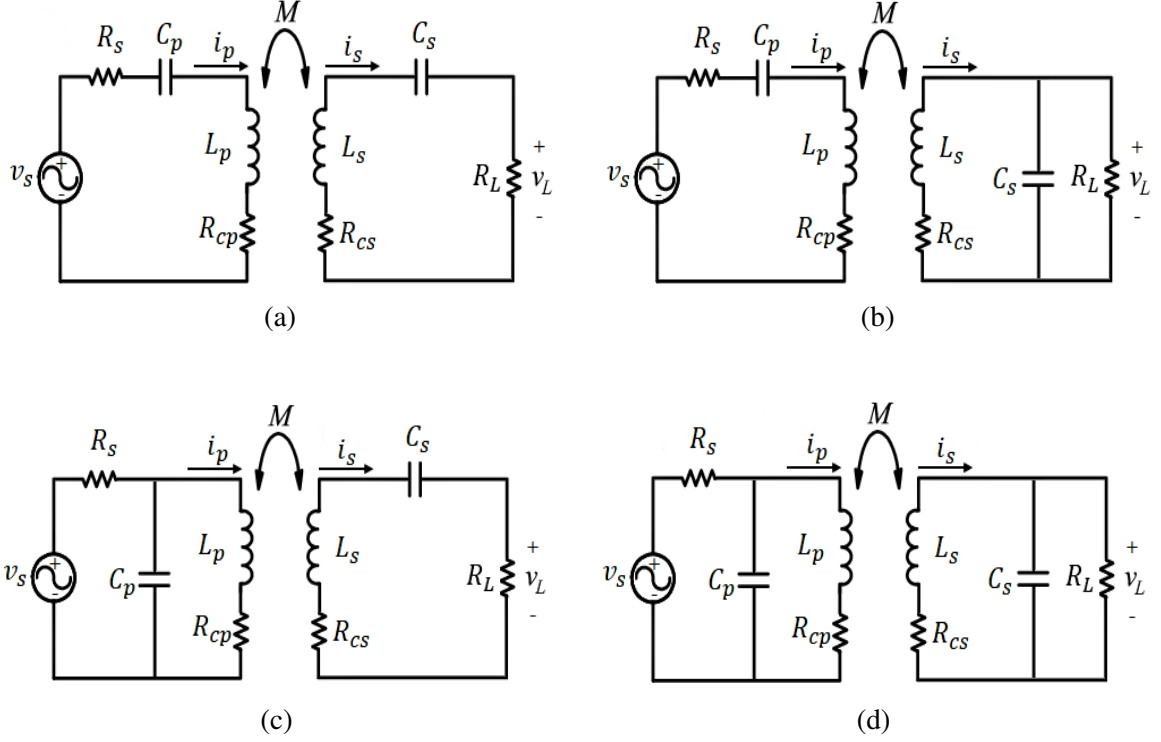 M M
R_s C_p i_p i_s C_s R_s C_p i_p i_s
L_p L_s L_p L_s
v_s + - R_L + v_L - v_s + - C_s R_L + v_L -
R_cp R_cs R_cp R_cs
(a) (b)
M M
R_s i_p i_s C_s R_s i_p i_s
L_p L_s L_p L_s
v_s + - C_p R_L + v_L - v_s + - C_p C_s R_L + v_L -
R_cp R_cs R_cp R_cs
(c) (d)